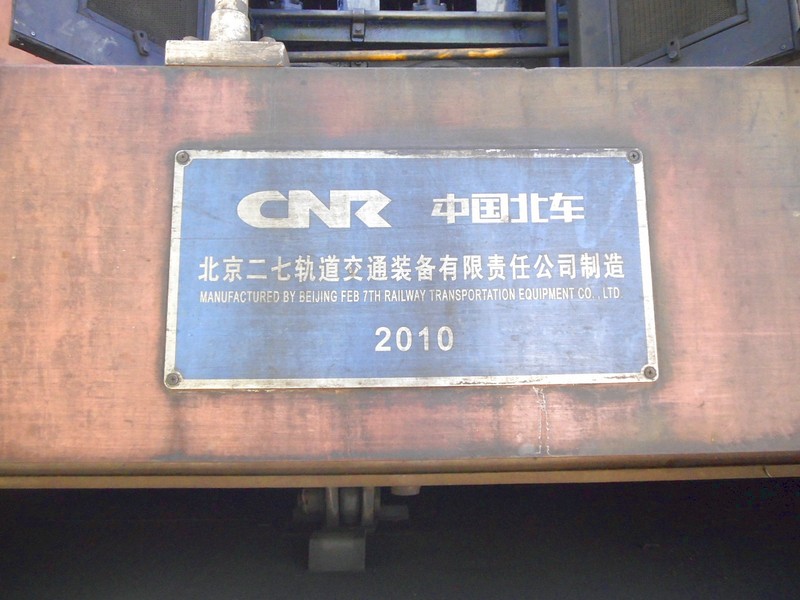 CNR 中国北车
北京二七轨道交通装备有限责任公司制造
MANUFACTURED BY BEIJING FEB 7TH RAILWAY TRANSPORTATION EQUIPMENT CO., LTD.
2010